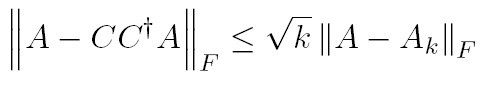 ‖A − CC†A‖_F ≤ √k ‖A − A_k‖_F